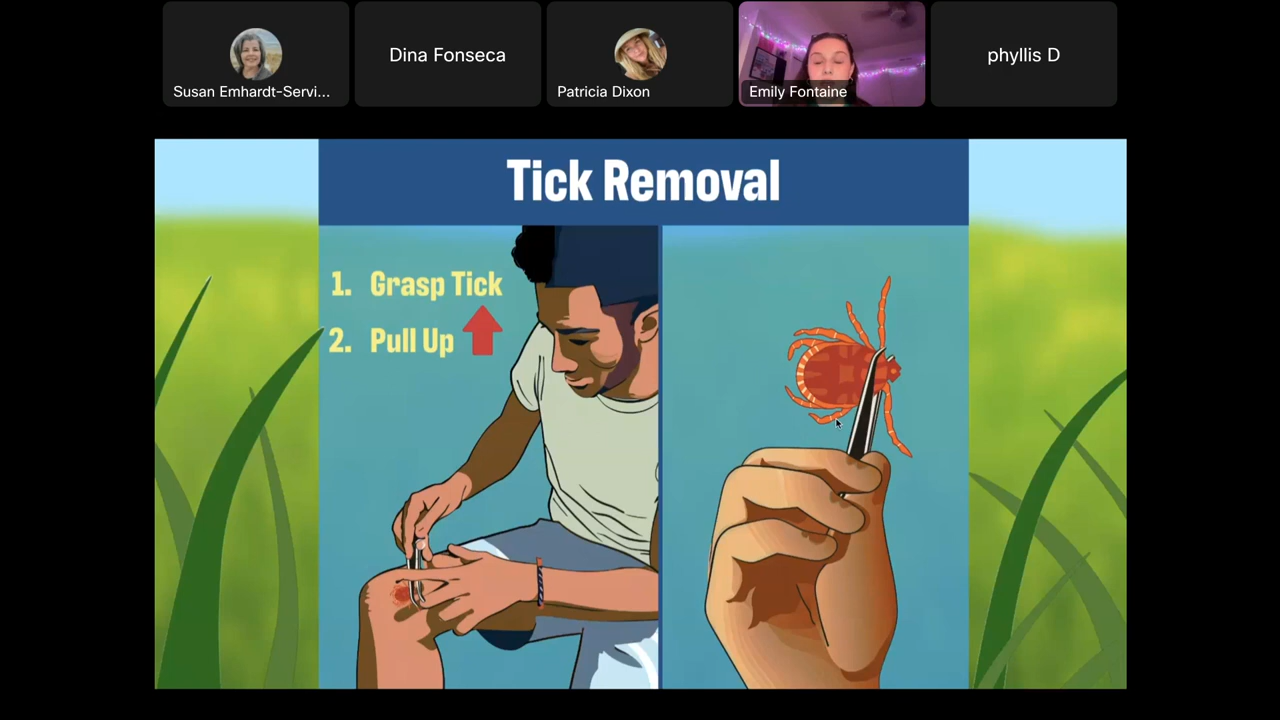 Susan Emhardt-Servi...
Dina Fonseca
Patricia Dixon
Emily Fontaine
phyllis D
Tick Removal
1. Grasp Tick
2. Pull Up